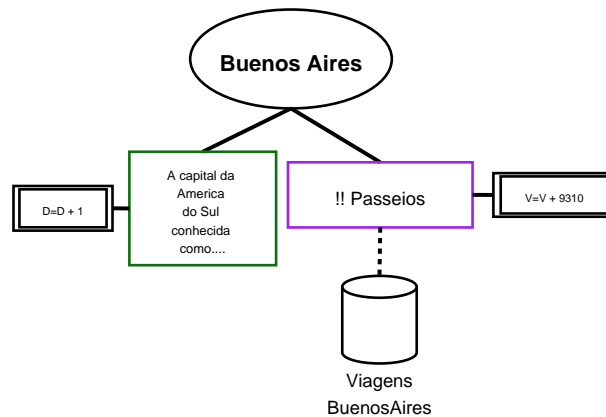 Buenos Aires
A capital da
America
do Sul
conhecida
como....
D=D + 1
!! Passeios
V=V + 9310
Viagens
BuenosAires